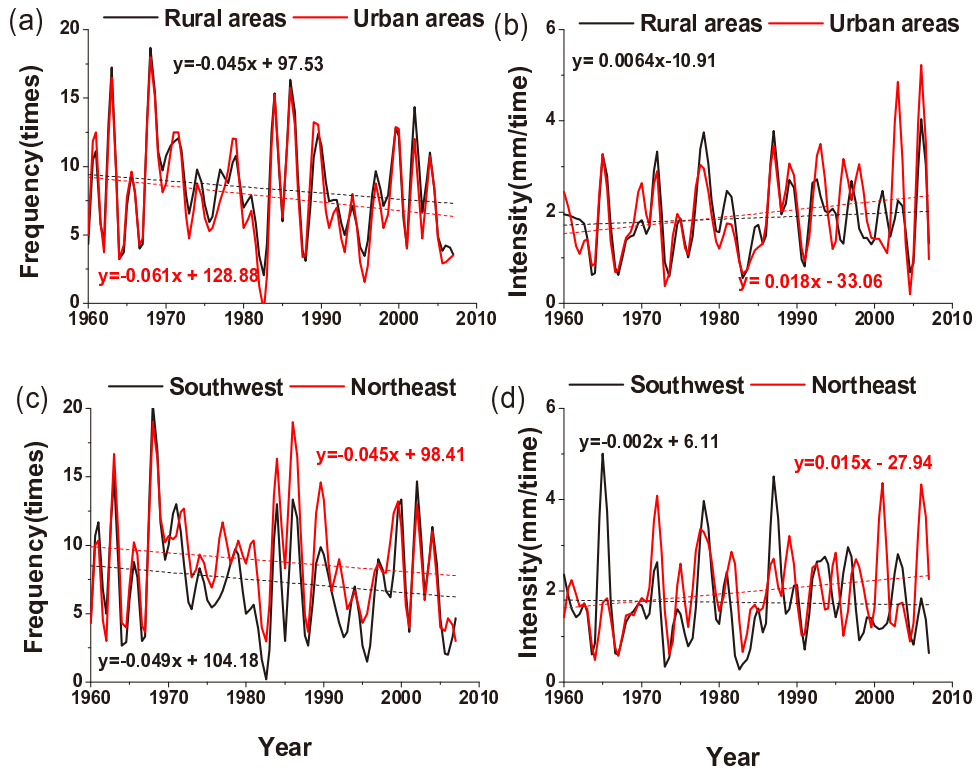 (a)
Rural areas
Urban areas
20
15
10
5
0
Frequency(times)
y=-0.045x + 97.53
y=-0.061x + 128.88
1960 1970 1980 1990 2000 2010
(b)
Rural areas
Urban areas
6
4
2
0
Intensity(mm/time)
y= 0.0064x-10.91
y= 0.018x - 33.06
1960 1970 1980 1990 2000 2010
(c)
Southwest
Northeast
20
15
10
5
0
Frequency(times)
y=-0.045x + 98.41
y=-0.049x + 104.18
1960 1970 1980 1990 2000 2010
Year
(d)
Southwest
Northeast
6
4
2
0
Intensity(mm/time)
y=-0.002x + 6.11
y=0.015x - 27.94
1960 1970 1980 1990 2000 2010
Year